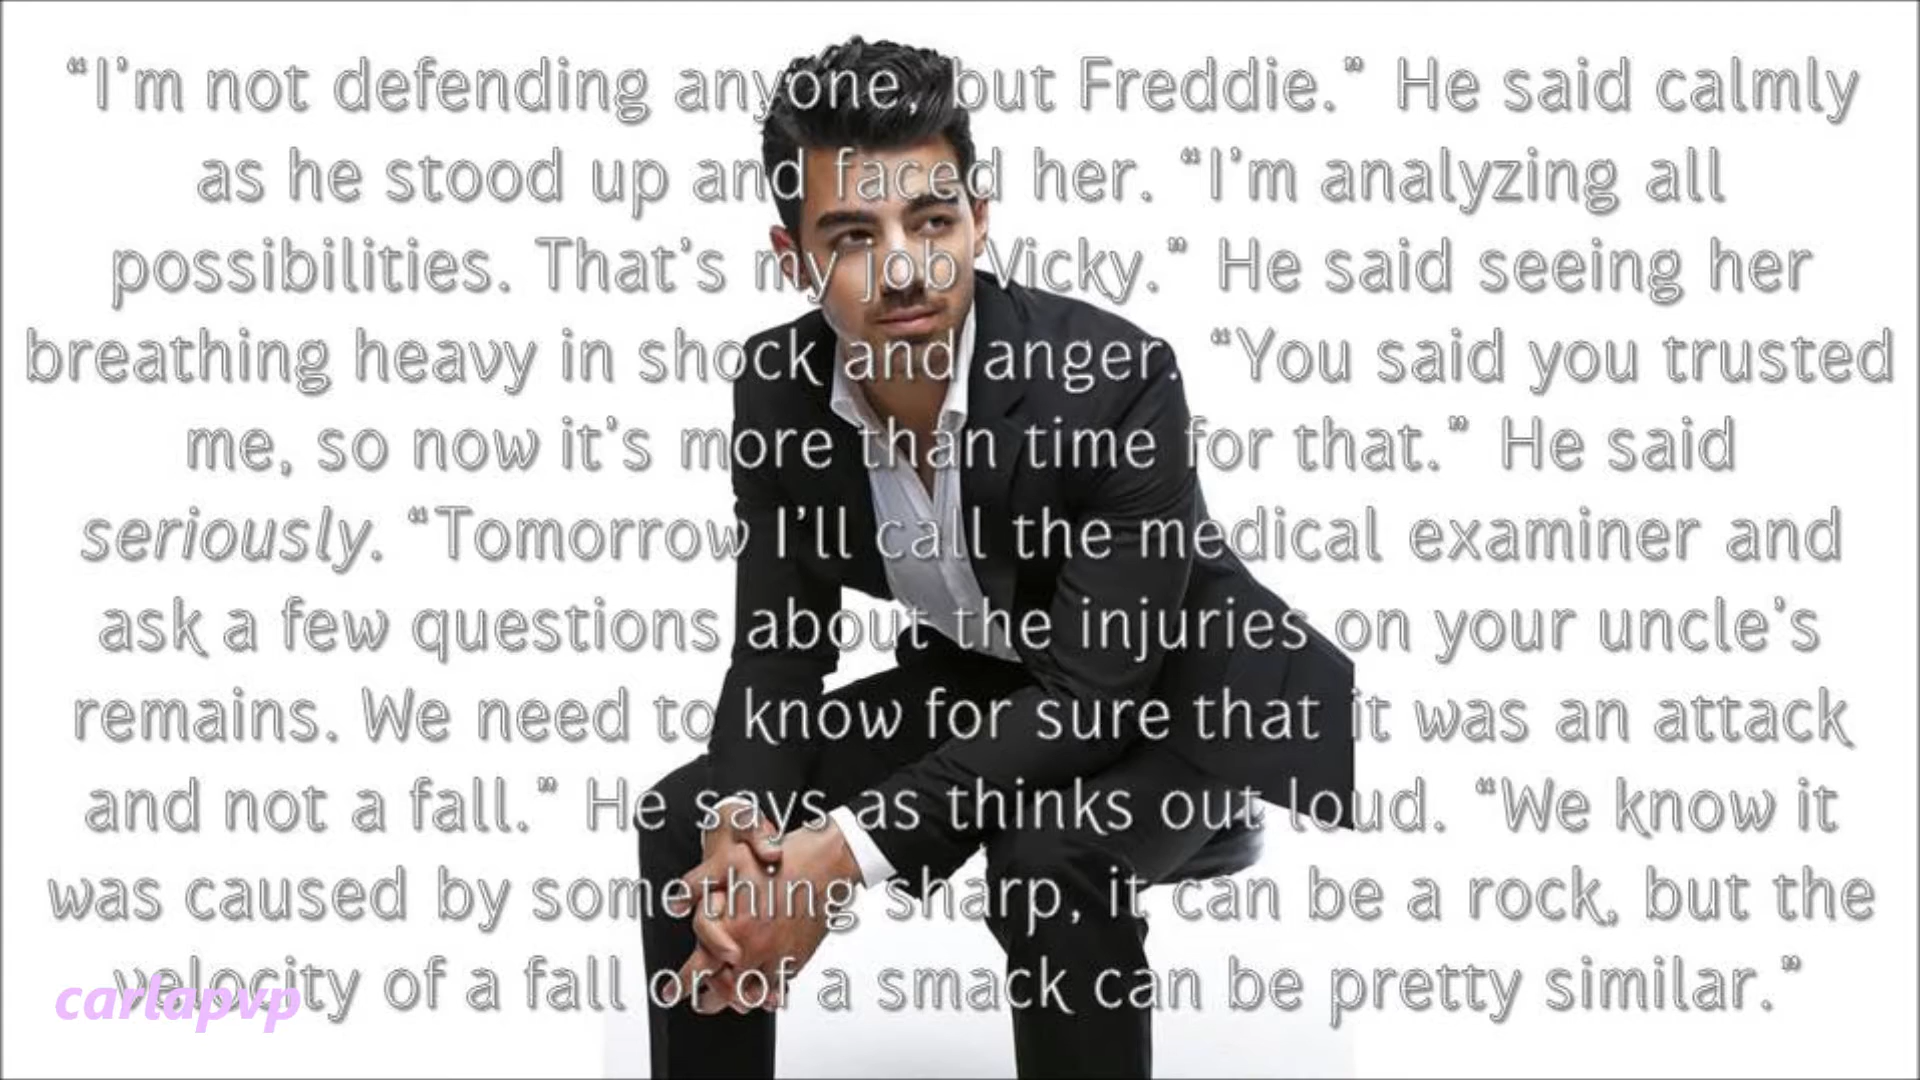 “I’m not defending anyone, but Freddie.” He said calmly
as he stood up and faced her. “I’m analyzing all
possibilities. That’s my job Vicky.” He said seeing her
breathing heavy in shock and anger. “You said you trusted
me, so now it’s more than time for that.” He said
seriously. “Tomorrow I’ll call the medical examiner and
ask a few questions about the injuries on your uncle’s
remains. We need to know for sure that it was an attack
and not a fall.” He says as thinks out loud. “We know it
was caused by something sharp, it can be a rock, but the
velocity of a fall or of a smack can be pretty similar.”
carlapvp